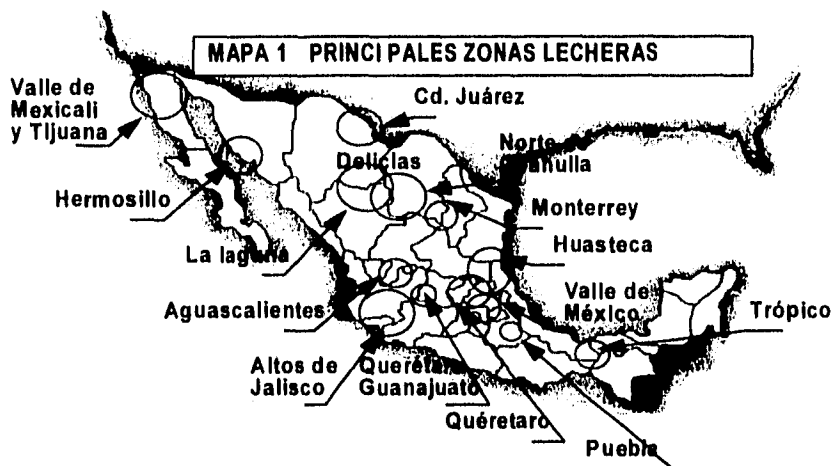 MAPA 1 PRINCIPALES ZONAS LECHERAS
Valle de
Mexicali
y Tijuana
Cd. Juárez
Norte de
Coahuila
Delicias
Hermosillo
Monterrey
Huasteca
La laguna
Valle de
México
Trópico
Aguascalientes
Altos de
Jalisco
Querétaro
Guanajuato
Quéretaro
Puebla